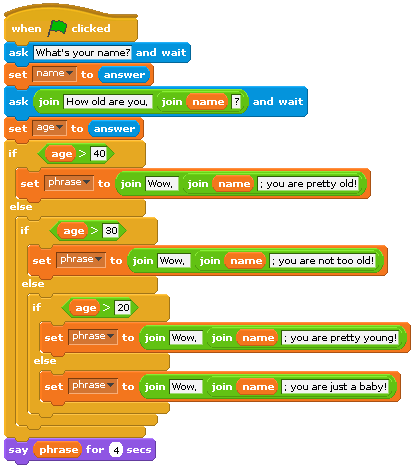 when clicked
ask What's your name? and wait
set name to answer
ask join How old are you, join name ? and wait
set age to answer
if age > 40
set phrase to join Wow, join name ; you are pretty old!
else
if age > 30
set phrase to join Wow, join name ; you are not too old!
else
if age > 20
set phrase to join Wow, join name ; you are pretty young!
else
set phrase to join Wow, join name ; you are just a baby!
say phrase for 4 secs